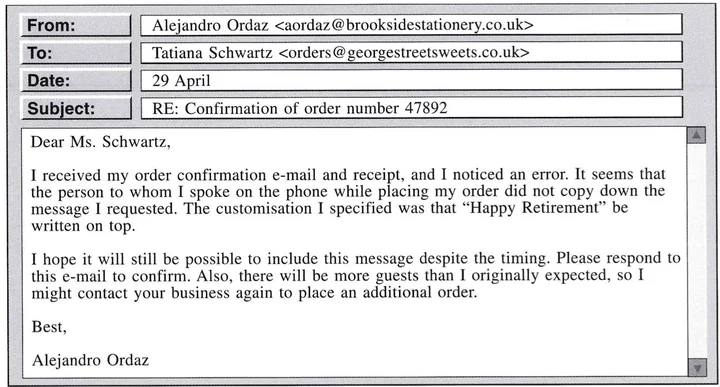 From: Alejandro Ordaz <aordaz@brooksidestationery.co.uk>
To: Tatiana Schwartz <orders@georgestreetsweets.co.uk>
Date: 29 April
Subject: RE: Confirmation of order number 47892
Dear Ms. Schwartz,
I received my order confirmation e-mail and receipt, and I noticed an error. It seems that
the person to whom I spoke on the phone while placing my order did not copy down the
message I requested. The customisation I specified was that “Happy Retirement” be
written on top.
I hope it will still be possible to include this message despite the timing. Please respond to
this e-mail to confirm. Also, there will be more guests than I originally expected, so I
might contact your business again to place an additional order.
Best,
Alejandro Ordaz